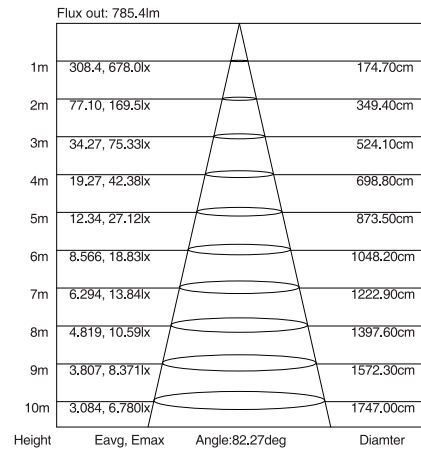 Flux out: 785.4lm
1m 308.4, 678.0lx 174.70cm
2m 77.10, 169.5lx 349.40cm
3m 34.27, 75.33lx 524.10cm
4m 19.27, 42.38lx 698.80cm
5m 12.34, 27.12lx 873.50cm
6m 8.566, 18.83lx 1048.20cm
7m 6.294, 13.84lx 1222.90cm
8m 4.819, 10.59lx 1397.60cm
9m 3.807, 8.371lx 1572.30cm
10m 3.084, 6.780lx 1747.00cm
Height Eavg, Emax Angle:82.27deg Diamter